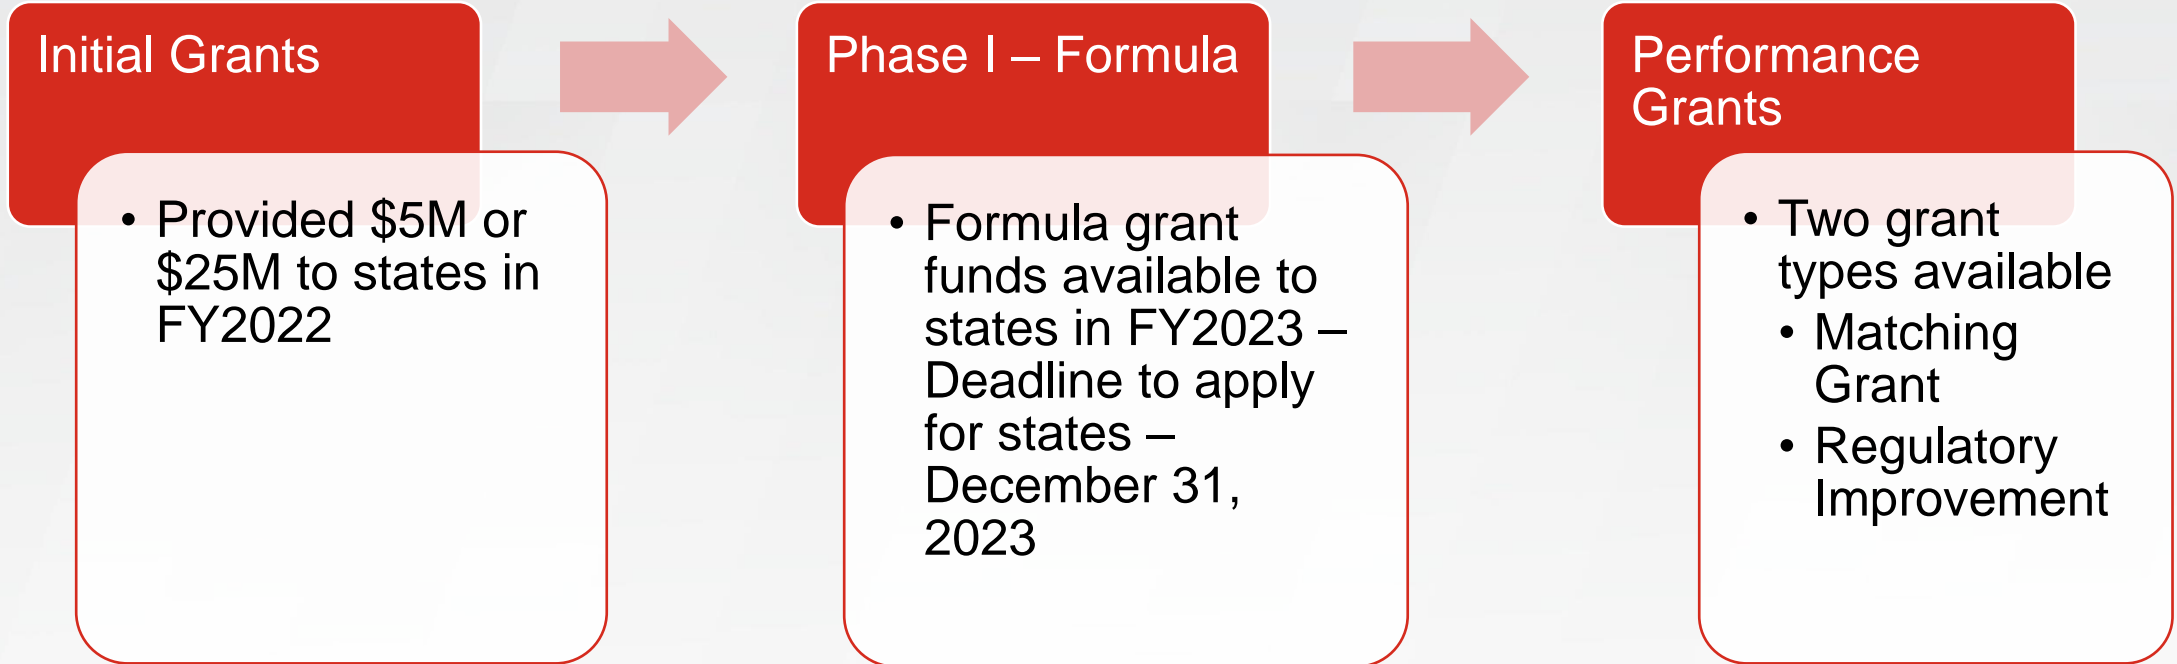 Initial Grants
• Provided $5M or
$25M to states in
FY2022
Phase I – Formula
• Formula grant
funds available to
states in FY2023 –
Deadline to apply
for states –
December 31,
2023
Performance
Grants
• Two grant
types available
• Matching
Grant
• Regulatory
Improvement